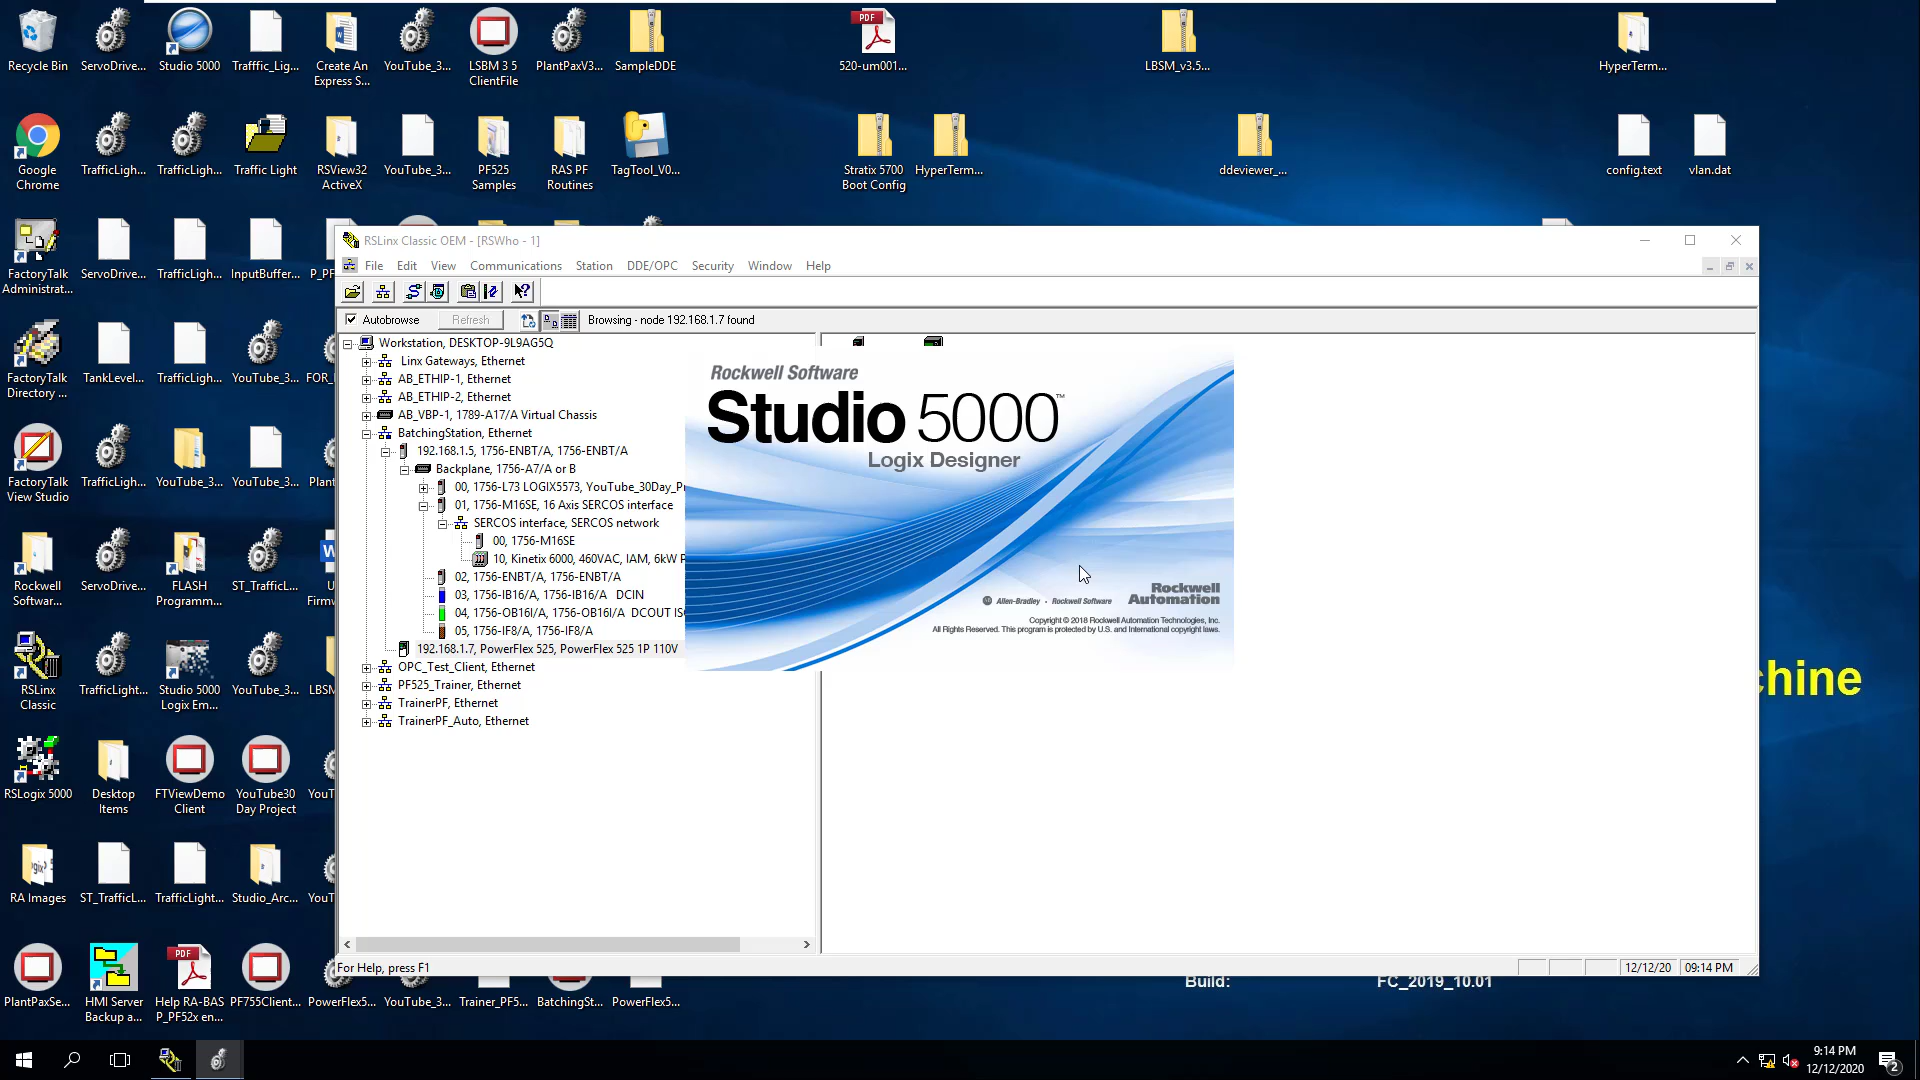 Recycle Bin
ServoDrive...
Studio 5000
Trafffic_Lig...
Create An
Express S...
YouTube_3...
LSBM 3 5
ClientFile
PlantPaxV3...
SampleDDE
520-um001...
LBSM_v3.5...
HyperTerm...
Google
Chrome
TrafficLigh...
TrafficLigh...
Traffic Light
RSView32
ActiveX
YouTube_3...
PF525
Samples
RAS PF
Routines
TagTool_V0...
Stratix 5700
Boot Config
HyperTerm...
ddeviewer_...
config.text
vlan.dat
FactoryTalk
Administrat...
ServoDrive...
TrafficLigh...
InputBuffer...
P_PF
RSLinx Classic OEM - [RSWho - 1]
File Edit View Communications Station DDE/OPC Security Window Help
Autobrowse
Refresh
Browsing - node 192.168.1.7 found
Workstation, DESKTOP-9L9AG5Q
Linx Gateways, Ethernet
AB_ETHIP-1, Ethernet
AB_ETHIP-2, Ethernet
AB_VBP-1, 1789-A17/A Virtual Chassis
BatchingStation, Ethernet
192.168.1.5, 1756-ENBT/A, 1756-ENBT/A
Backplane, 1756-A7/A or B
00, 1756-L73 LOGIX5573, YouTube_30Day_Pr
01, 1756-M16SE, 16 Axis SERCOS interface
SERCOS interface, SERCOS network
00, 1756-M16SE
10, Kinetix 6000, 460VAC, IAM, 6kW P
02, 1756-ENBT/A, 1756-ENBT/A
03, 1756-IB16/A, 1756-IB16/A DCIN
04, 1756-OB16I/A, 1756-OB16I/A DCOUT ISO
05, 1756-IF8/A, 1756-IF8/A
192.168.1.7, PowerFlex 525, PowerFlex 525 1P 110V
OPC_Test_Client, Ethernet
PF525_Trainer, Ethernet
TrainerPF, Ethernet
TrainerPF_Auto, Ethernet
Rockwell Software
Studio 5000™
Logix Designer
Allen-Bradley • Rockwell Software
Rockwell
Automation
Copyright © 2018 Rockwell Automation Technologies, Inc.
All Rights Reserved. This program is protected by U.S. and International copyright laws.
For Help, press F1
12/12/20
09:14 PM
FactoryTalk
Directory ...
TankLevel...
TrafficLigh...
YouTube_3...
FOR_
FactoryTalk
View Studio
TrafficLigh...
YouTube_3...
YouTube_3...
Plant
Rockwell
Softwar...
ServoDrive...
FLASH
Programm...
ST_TrafficL...
U
Firmw
RSLinx
Classic
TrafficLight...
Studio 5000
Logix Em...
YouTube_3...
LBSM
chine
RSLogix 5000
Desktop
Items
FTViewDemo
Client
YouTube30
Day Project
YouT
RA Images
ST_TrafficL...
TrafficLight...
Studio_Arc...
YouT
PlantPaxSe...
HMI Server
Backup a...
Help RA-BAS
P_PF52x en...
PF755Client...
PowerFlex5...
YouTube_3...
Trainer_PF5...
BatchingSt...
PowerFlex5...
Build:
FC_2019_10.01
9:14 PM
12/12/2020
2